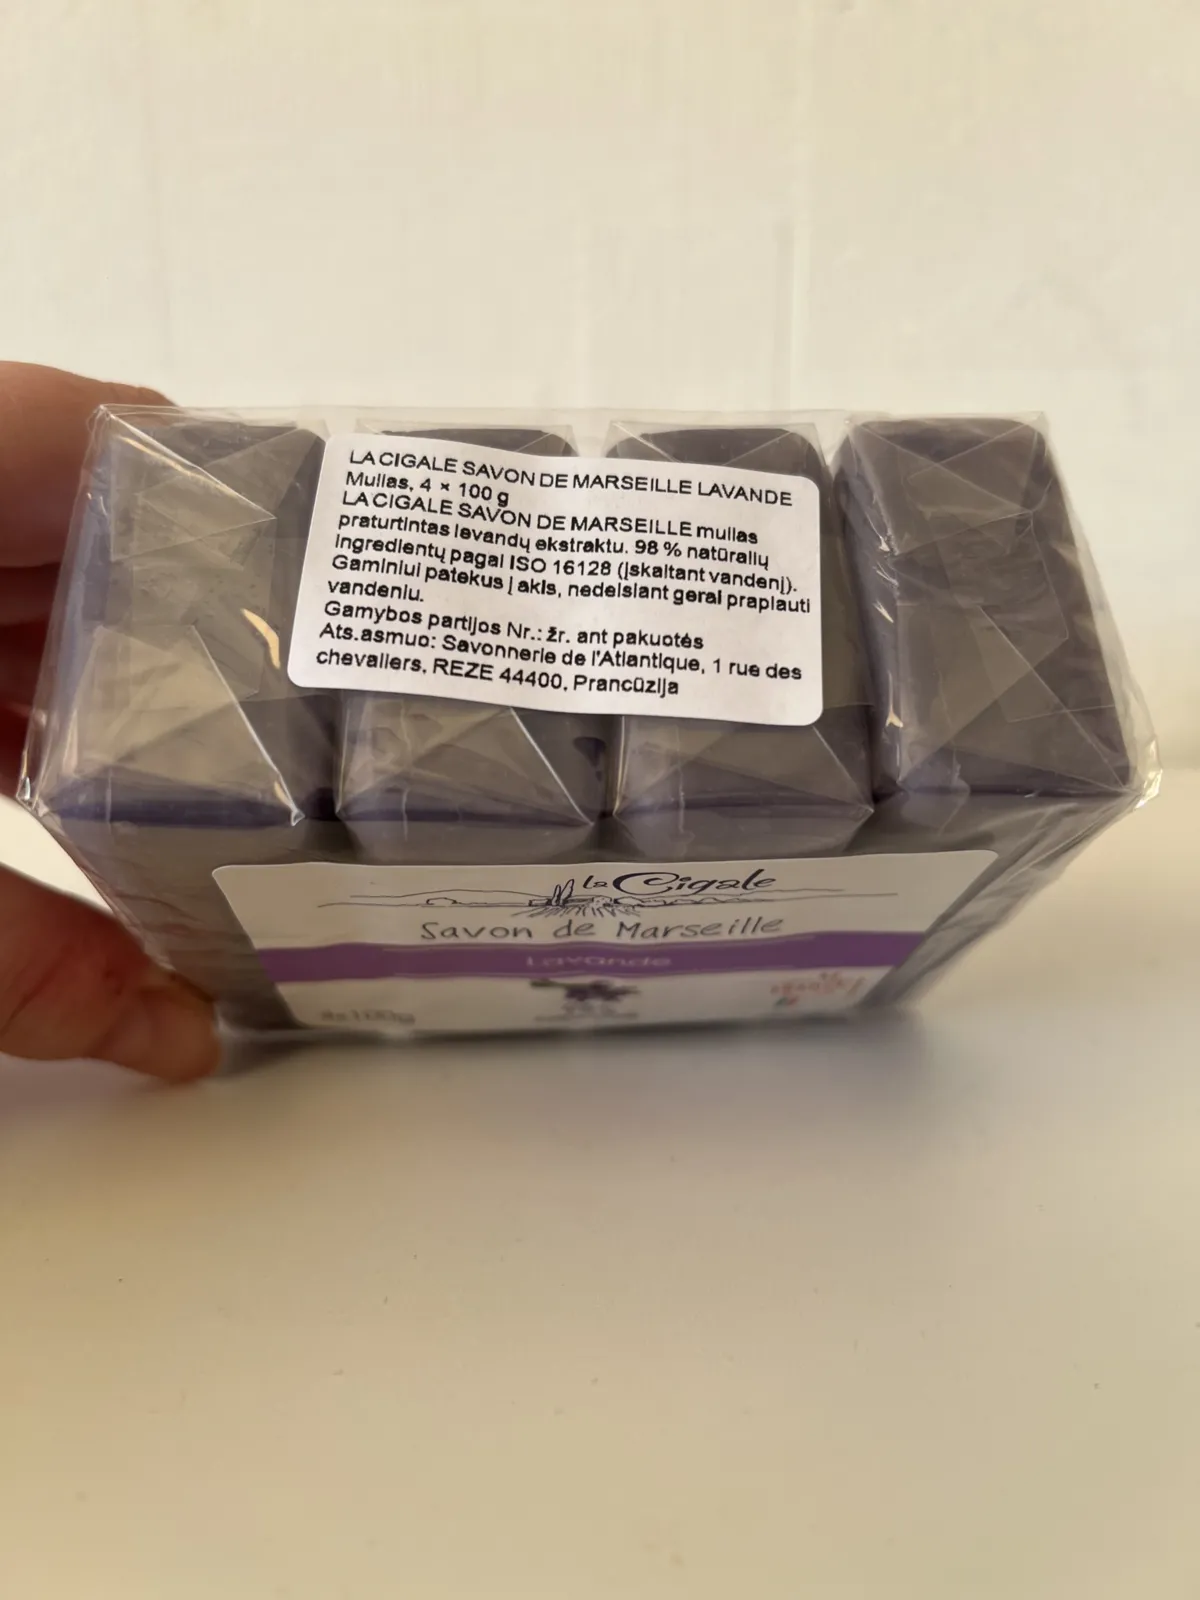 LA CIGALE SAVON DE MARSEILLE LAVANDE
Muilas, 4 × 100 g
LA CIGALE SAVON DE MARSEILLE muilas
praturtintas levandų ekstraktu. 98 % natūralių
ingredientų pagal ISO 16128 (įskaitant vandenį).
Gaminiui patekus į akis, nedelsiant gerai praplauti
vandeniu.
Gamybos partijos Nr.: žr. ant pakuotės
Ats.asmuo: Savonnerie de l'Atlantique, 1 rue des
chevaliers, REZE 44400, Prancūzija
la Cigale
Savon de Marseille
Lavande
4x100g